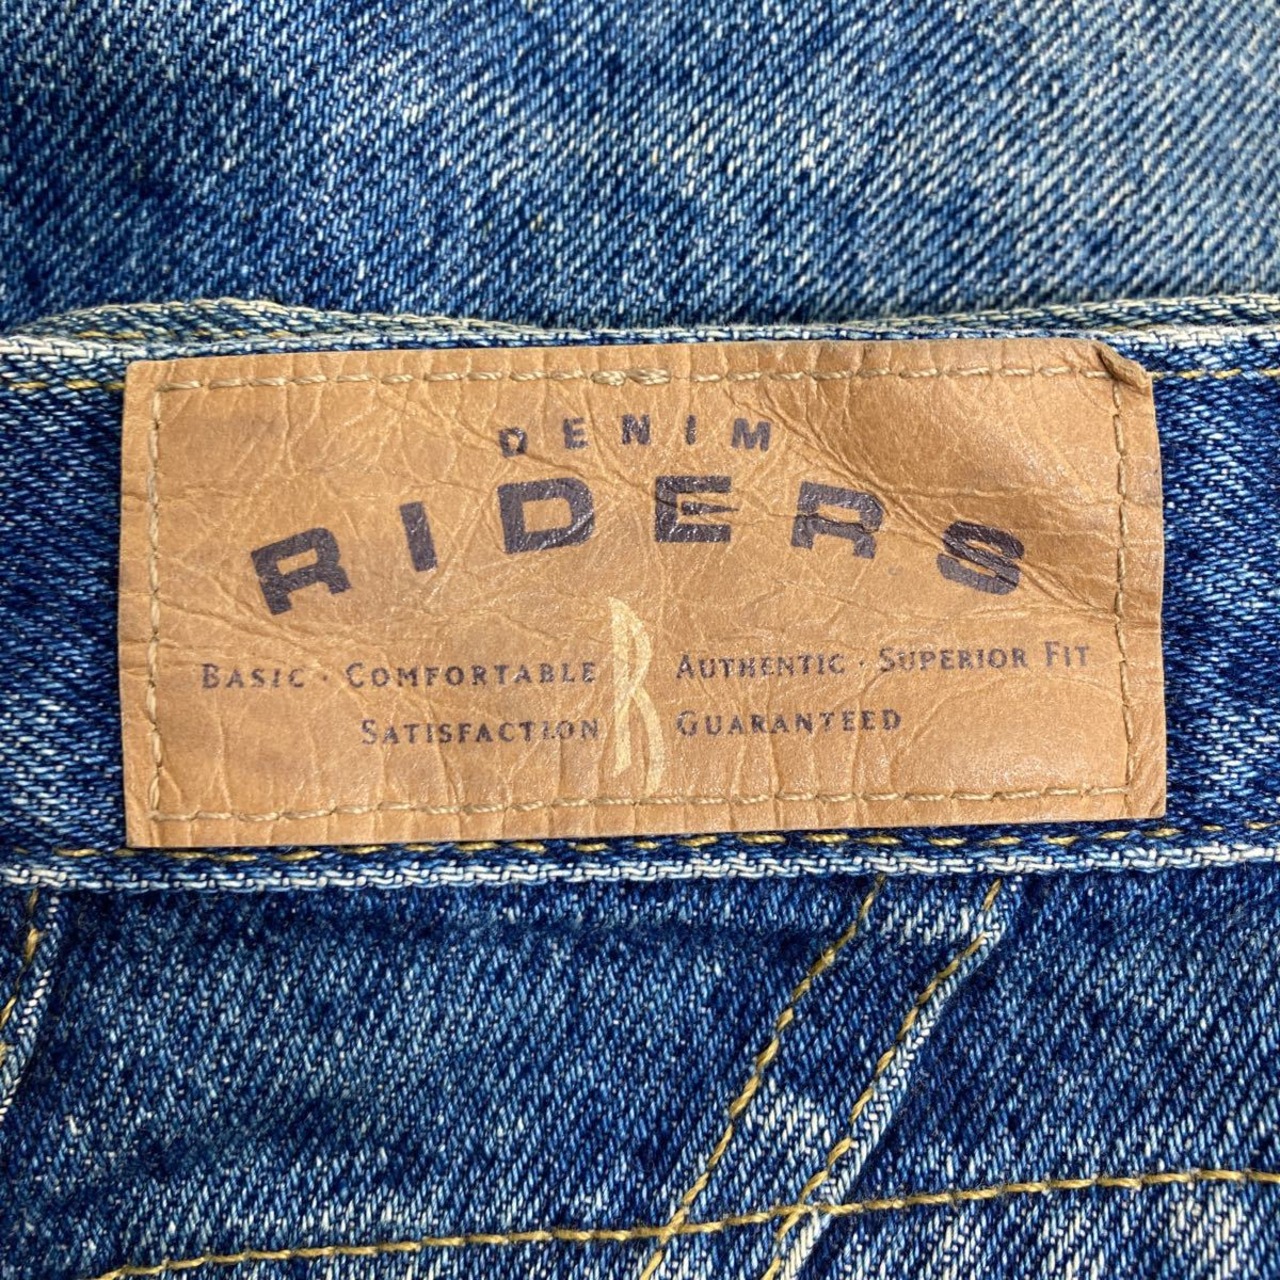 DENIM
RIDERS
BASIC · COMFORTABLE R AUTHENTIC · SUPERIOR FIT
SATISFACTION GUARANTEED